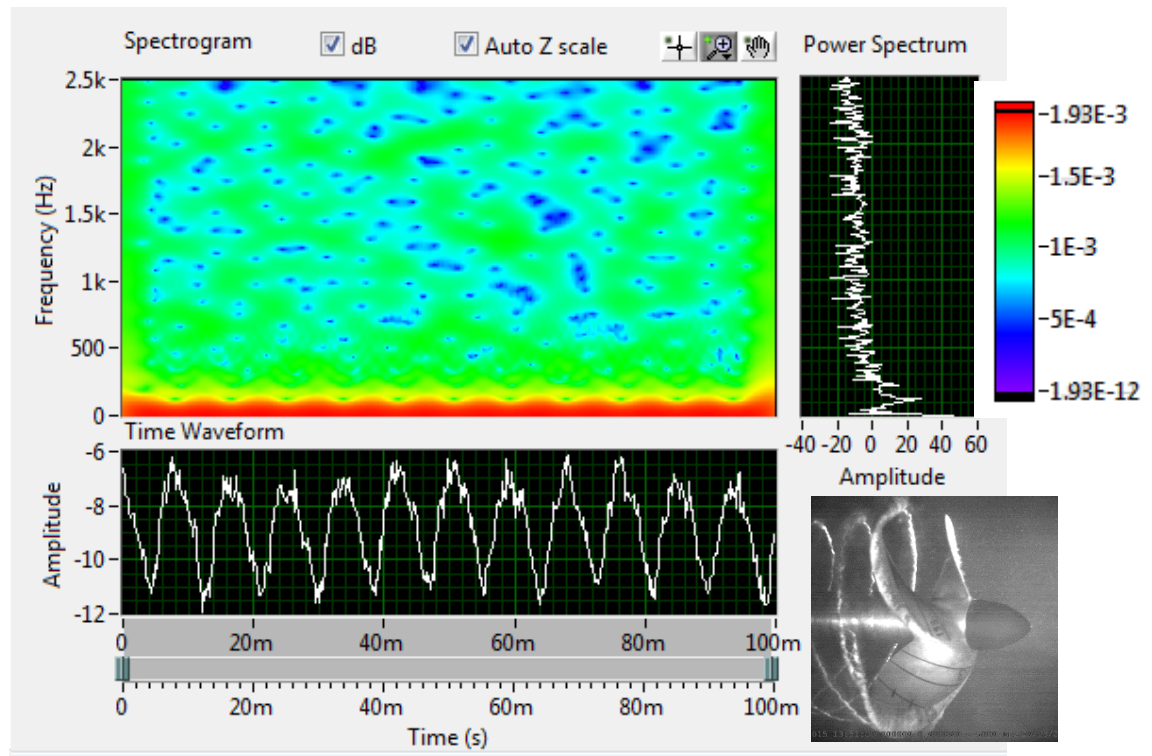 Spectrogram dB Auto Z scale Power Spectrum
2.5k
2k
1.5k
1k
500
0
Frequency (Hz)
-1.93E-3
-1.5E-3
-1E-3
-5E-4
-1.93E-12
-40 -20 0 20 40 60
Amplitude
Time Waveform
-6
-8
-10
-12
Amplitude
0 20m 40m 60m 80m 100m
0 20m 40m 60m 80m 100m
Time (s)